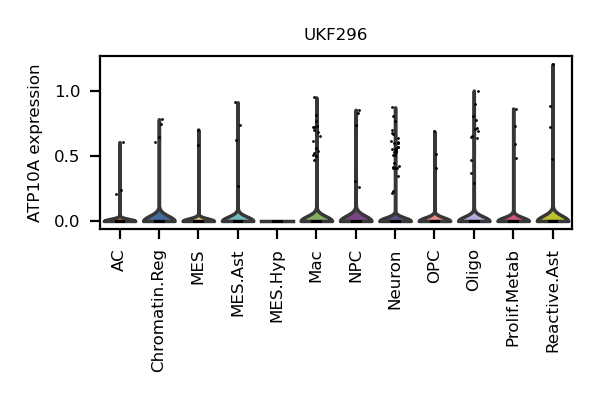 UKF296
ATP10A expression
1.0
0.5
0.0
AC
Chromatin.Reg
MES
MES.Ast
MES.Hyp
Mac
NPC
Neuron
OPC
Oligo
Prolif.Metab
Reactive.Ast